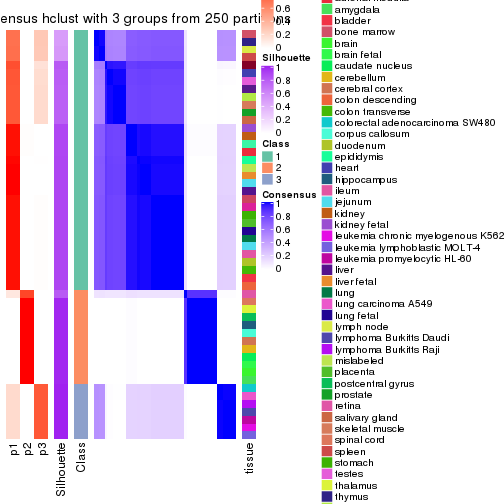 ensus heatmap clust with 3 groups from 250 partitions
0.6
0.4
0.2
0
Silhouette
1
0.8
0.6
0.4
0.2
0
Class
1
2
3
Consensus
1
0.8
0.6
0.4
0.2
0
amygdala
bladder
bone marrow
brain
brain fetal
caudate nucleus
cerebellum
cerebral cortex
colon descending
colon transverse
colorectal adenocarcinoma SW480
corpus callosum
duodenum
epididymis
heart
hippocampus
ileum
jejunum
kidney
kidney fetal
leukemia chronic myelogenous K562
leukemia lymphoblastic MOLT-4
leukemia promyelocytic HL-60
liver
liver fetal
lung
lung carcinoma A549
lung fetal
lymph node
lymphoma Burkitts Daudi
lymphoma Burkitts Raji
mislabeled
placenta
postcentral gyrus
prostate
retina
salivary gland
skeletal muscle
spinal cord
spleen
stomach
testes
thalamus
thymus
p1
p2
p3
Silhouette
Class
tissue